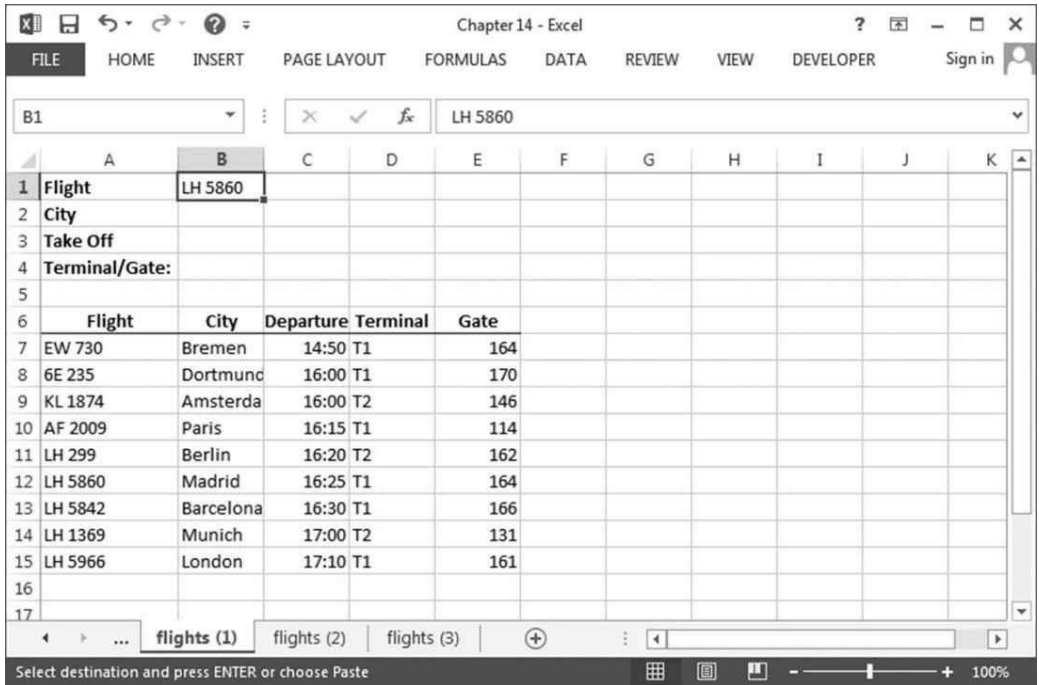 Chapter 14 - Excel
FILE HOME INSERT PAGE LAYOUT FORMULAS DATA REVIEW VIEW DEVELOPER Sign in
B1 fx LH 5860
A B C D E F G H I J K
1 Flight LH 5860
2 City
3 Take Off
4 Terminal/Gate:
5
6 Flight City Departure Terminal Gate
7 EW 730 Bremen 14:50 T1 164
8 6E 235 Dortmund 16:00 T1 170
9 KL 1874 Amsterda 16:00 T2 146
10 AF 2009 Paris 16:15 T1 114
11 LH 299 Berlin 16:20 T2 162
12 LH 5860 Madrid 16:25 T1 164
13 LH 5842 Barcelona 16:30 T1 166
14 LH 1369 Munich 17:00 T2 131
15 LH 5966 London 17:10 T1 161
16
17
... flights (1) flights (2) flights (3)
Select destination and press ENTER or choose Paste 100%